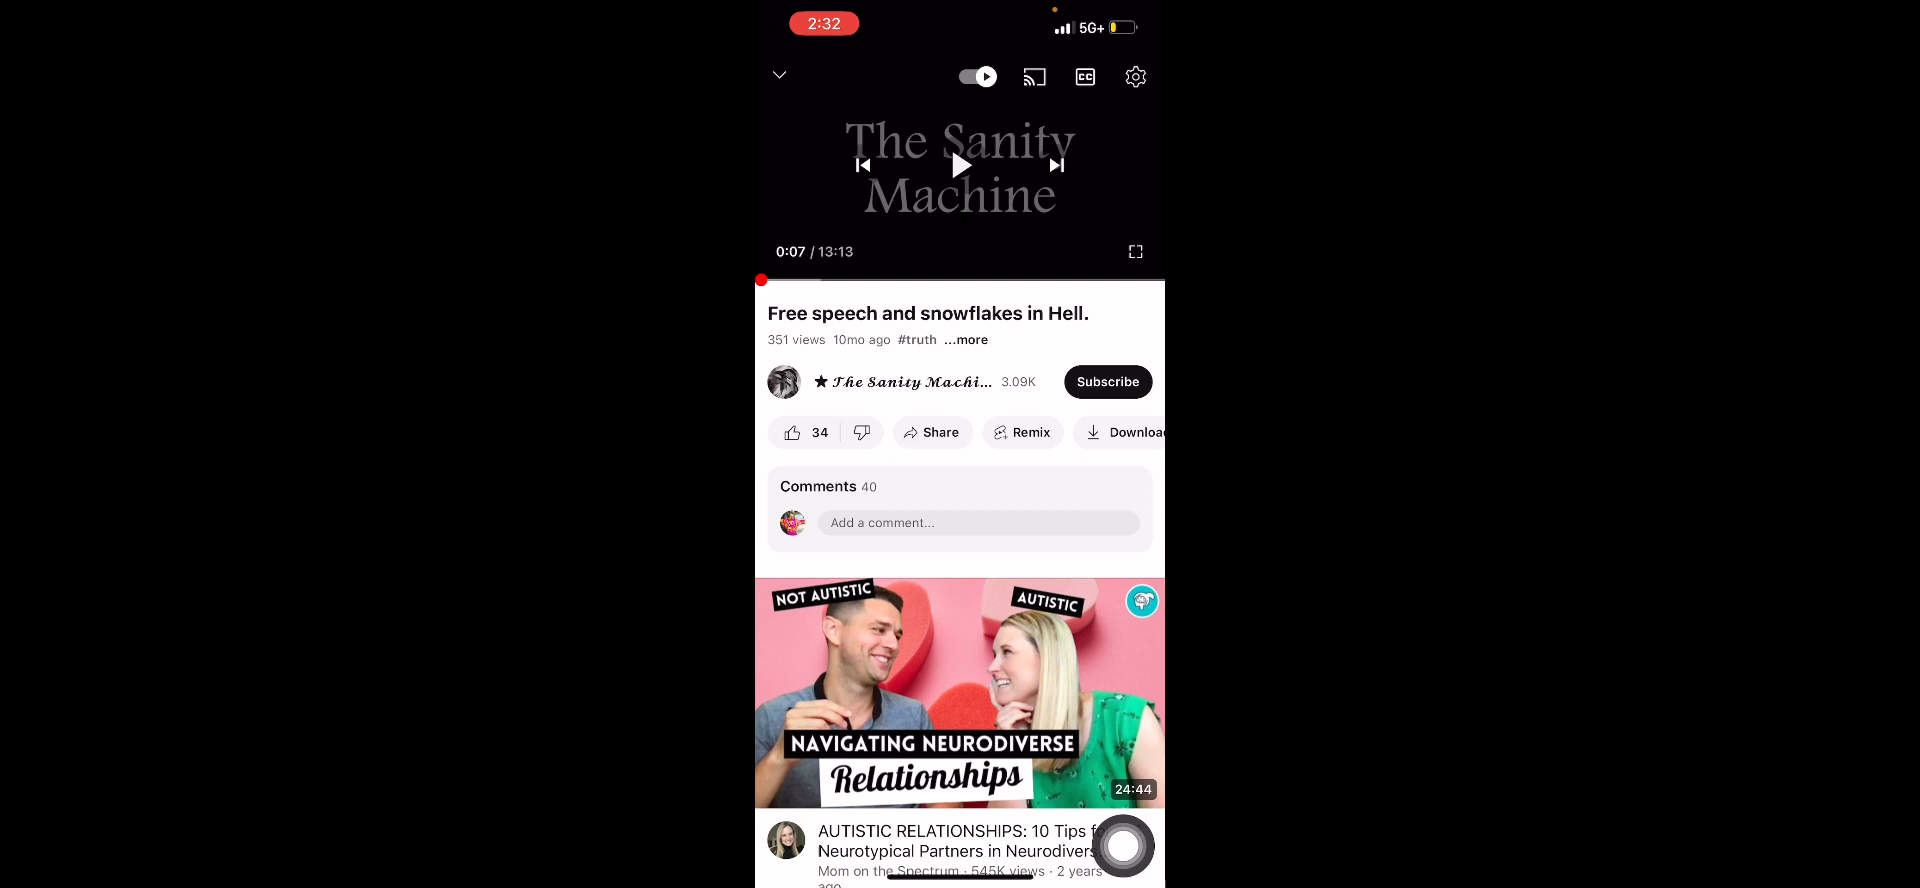 2:32
5G+
CC
The Sanity
Machine
0:07 / 13:13
Free speech and snowflakes in Hell.
351 views 10mo ago #truth ...more
★ 𝓣𝓱𝓮 𝓢𝓪𝓷𝓲𝓽𝔂 𝓜𝓪𝓬𝓱𝓲... 3.09K Subscribe
34 Share Remix Downloa
Comments 40
Add a comment...
NOT AUTISTIC
AUTISTIC
NAVIGATING NEURODIVERSE
Relationships
24:44
AUTISTIC RELATIONSHIPS: 10 Tips fo
Neurotypical Partners in Neurodivers
Mom on the Spectrum · 545K views · 2 years
ago